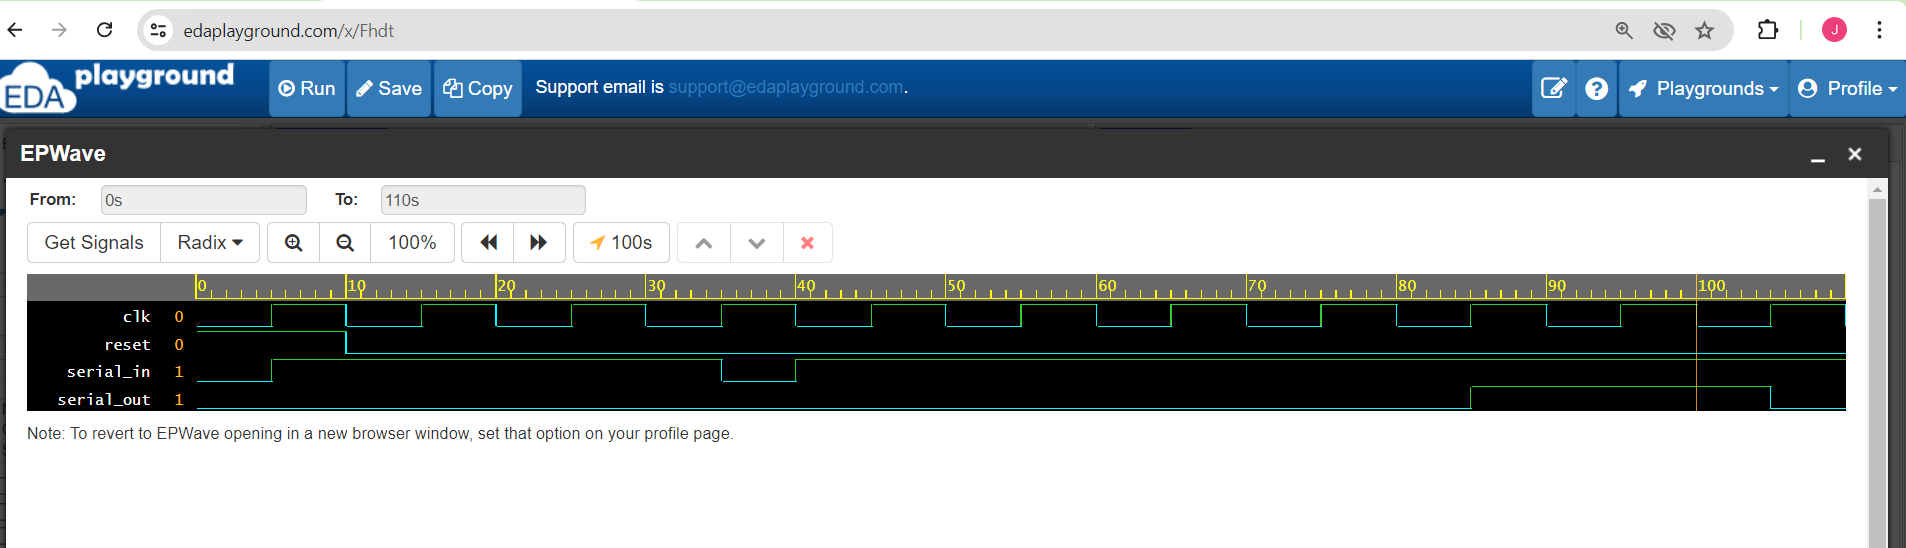 edaplayground.com/x/Fhdt
J
EDA playground
Run Save Copy Support email is support@edaplayground.com. Playgrounds Profile
EPWave
From: 0s To: 110s
Get Signals Radix 100% 100s
0 10 20 30 40 50 60 70 80 90 100
clk 0
reset 0
serial_in 1
serial_out 1
Note: To revert to EPWave opening in a new browser window, set that option on your profile page.